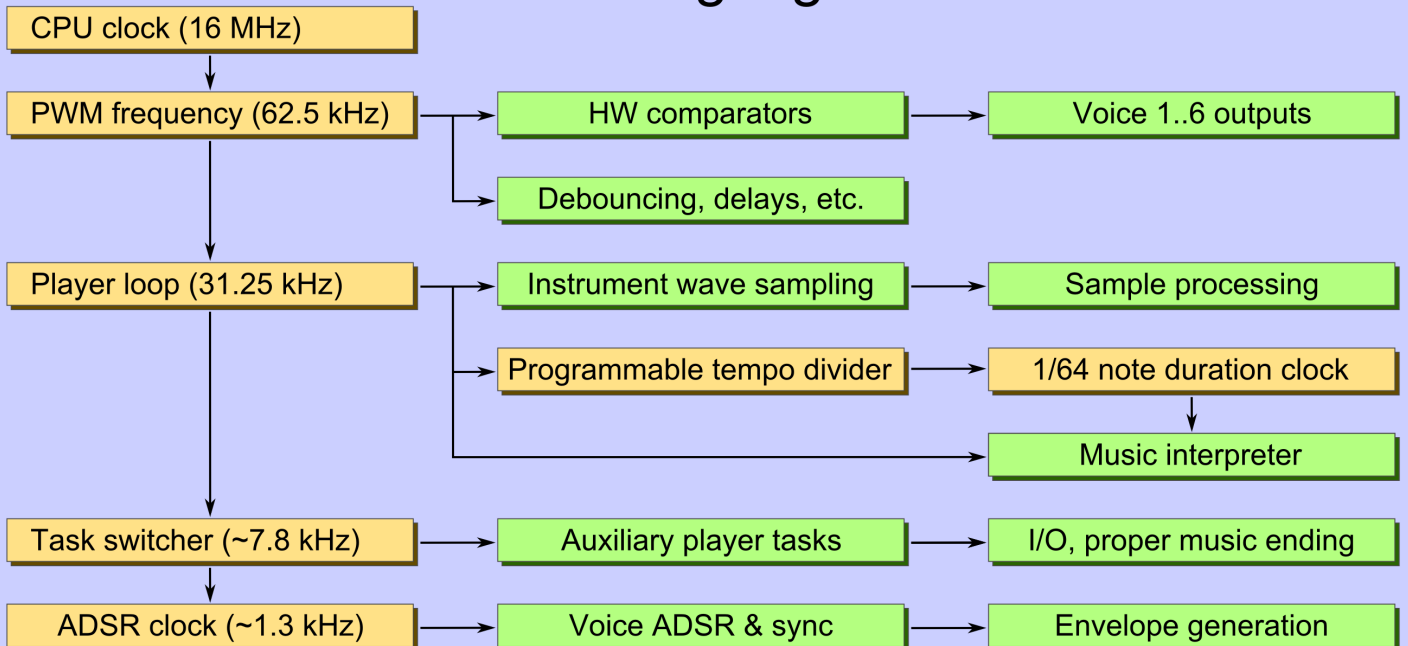 CPU clock (16 MHz)
PWM frequency (62.5 kHz)
HW comparators
Voice 1..6 outputs
Debouncing, delays, etc.
Player loop (31.25 kHz)
Instrument wave sampling
Sample processing
Programmable tempo divider
1/64 note duration clock
Music interpreter
Task switcher (~7.8 kHz)
Auxiliary player tasks
I/O, proper music ending
ADSR clock (~1.3 kHz)
Voice ADSR & sync
Envelope generation